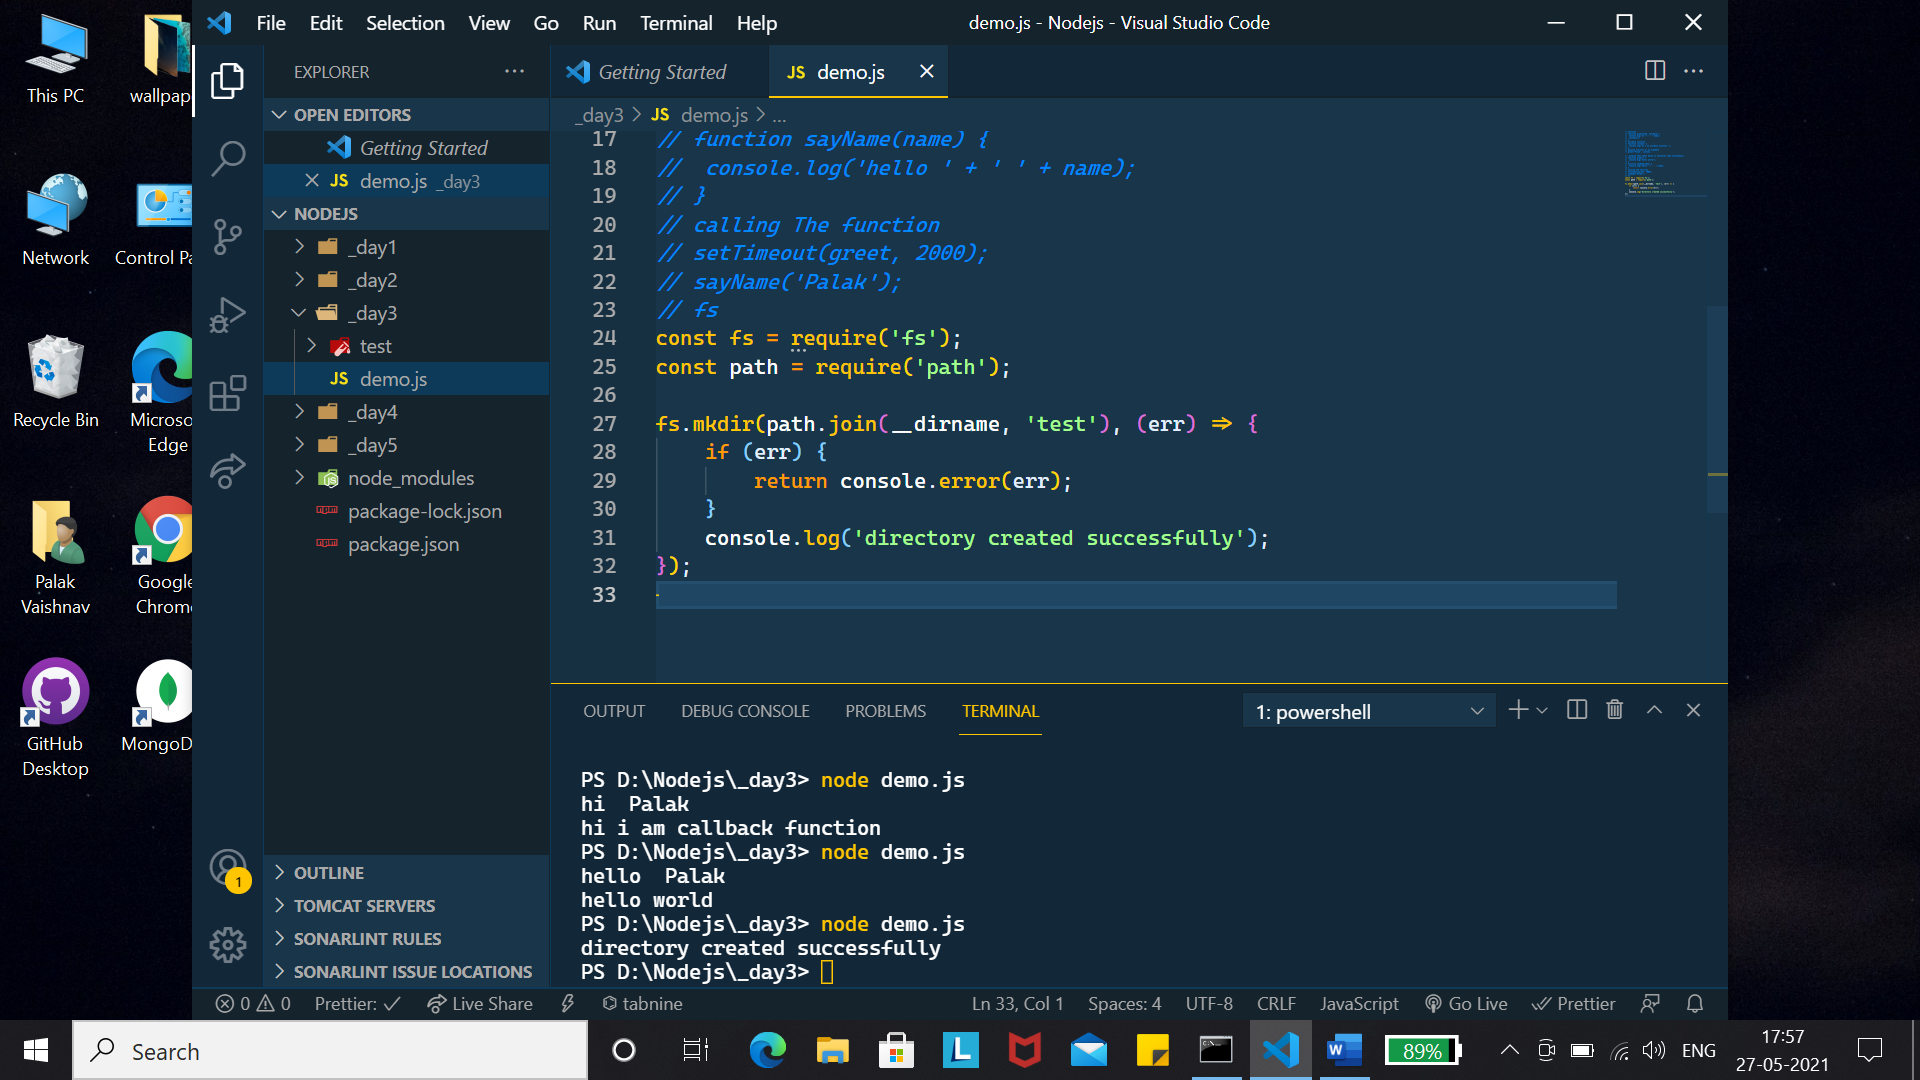 This PC
wallpap
Network
Control Pa
Recycle Bin
Microso
Edge
Palak
Vaishnav
Google
Chrom
GitHub
Desktop
MongoD
File Edit Selection View Go Run Terminal Help
demo.js - Nodejs - Visual Studio Code
EXPLORER
OPEN EDITORS
Getting Started
JS demo.js _day3
NODEJS
_day1
_day2
_day3
test
JS demo.js
_day4
_day5
node_modules
package-lock.json
package.json
OUTLINE
TOMCAT SERVERS
SONARLINT RULES
SONARLINT ISSUE LOCATIONS
1
Getting Started
JS demo.js
_day3 > JS demo.js > ...
17 // function sayName(name) {
18 //  console.log('hello ' + ' ' + name);
19 // }
20 // calling The function
21 // setTimeout(greet, 2000);
22 // sayName('Palak');
23 // fs
24 const fs = require('fs');
25 const path = require('path');
26
27 fs.mkdir(path.join(__dirname, 'test'), (err) => {
28     if (err) {
29         return console.error(err);
30     }
31     console.log('directory created successfully');
32 });
33
OUTPUT DEBUG CONSOLE PROBLEMS TERMINAL
1: powershell
PS D:\Nodejs\_day3> node demo.js
hi  Palak
hi i am callback function
PS D:\Nodejs\_day3> node demo.js
hello  Palak
hello world
PS D:\Nodejs\_day3> node demo.js
directory created successfully
PS D:\Nodejs\_day3>
0 0 Prettier: Live Share tabnine
Ln 33, Col 1 Spaces: 4 UTF-8 CRLF JavaScript Go Live Prettier
Search
89%
ENG
17:57
27-05-2021